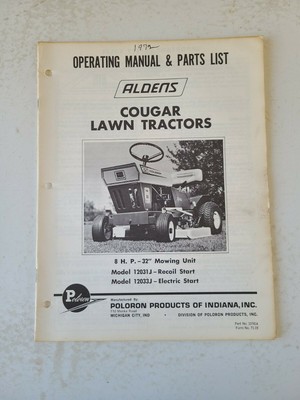 1972
OPERATING MANUAL & PARTS LIST
ALDENS
COUGAR
LAWN TRACTORS
8 H. P. – 32" Mowing Unit
Model 12031J – Recoil Start
Model 12033J – Electric Start
Poloron
Manufactured By:
POLORON PRODUCTS OF INDIANA, INC.
MICHIGAN CITY, IND • DIVISION OF POLORON PRODUCTS, INC.